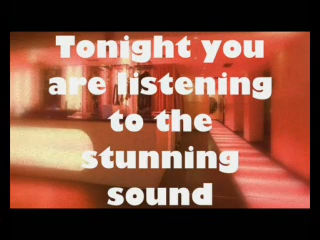 Tonight you
are listening
to the
stunning
sound